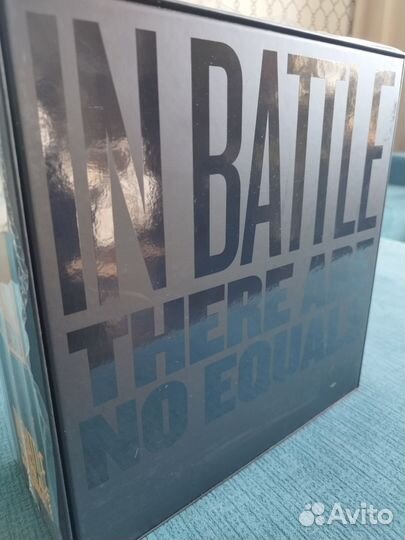 IN BATTLE
THERE ARE
NO EQUALS
Avito